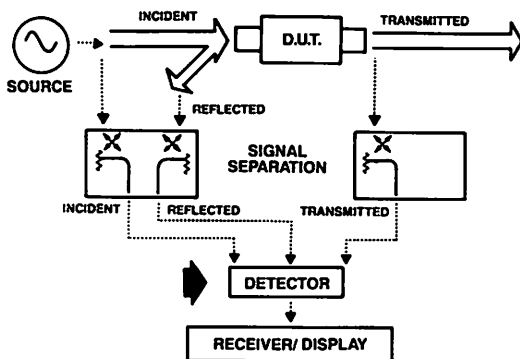 INCIDENT
TRANSMITTED
D.U.T.
SOURCE
REFLECTED
SIGNAL
SEPARATION
INCIDENT
REFLECTED
TRANSMITTED
DETECTOR
RECEIVER/ DISPLAY